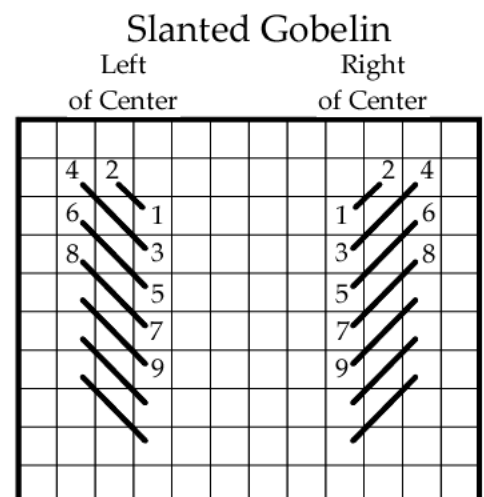 Slanted Gobelin
Left Right
of Center of Center
4 2 2 4
6 1 1 6
8 3 3 8
5 5
7 7
9 9